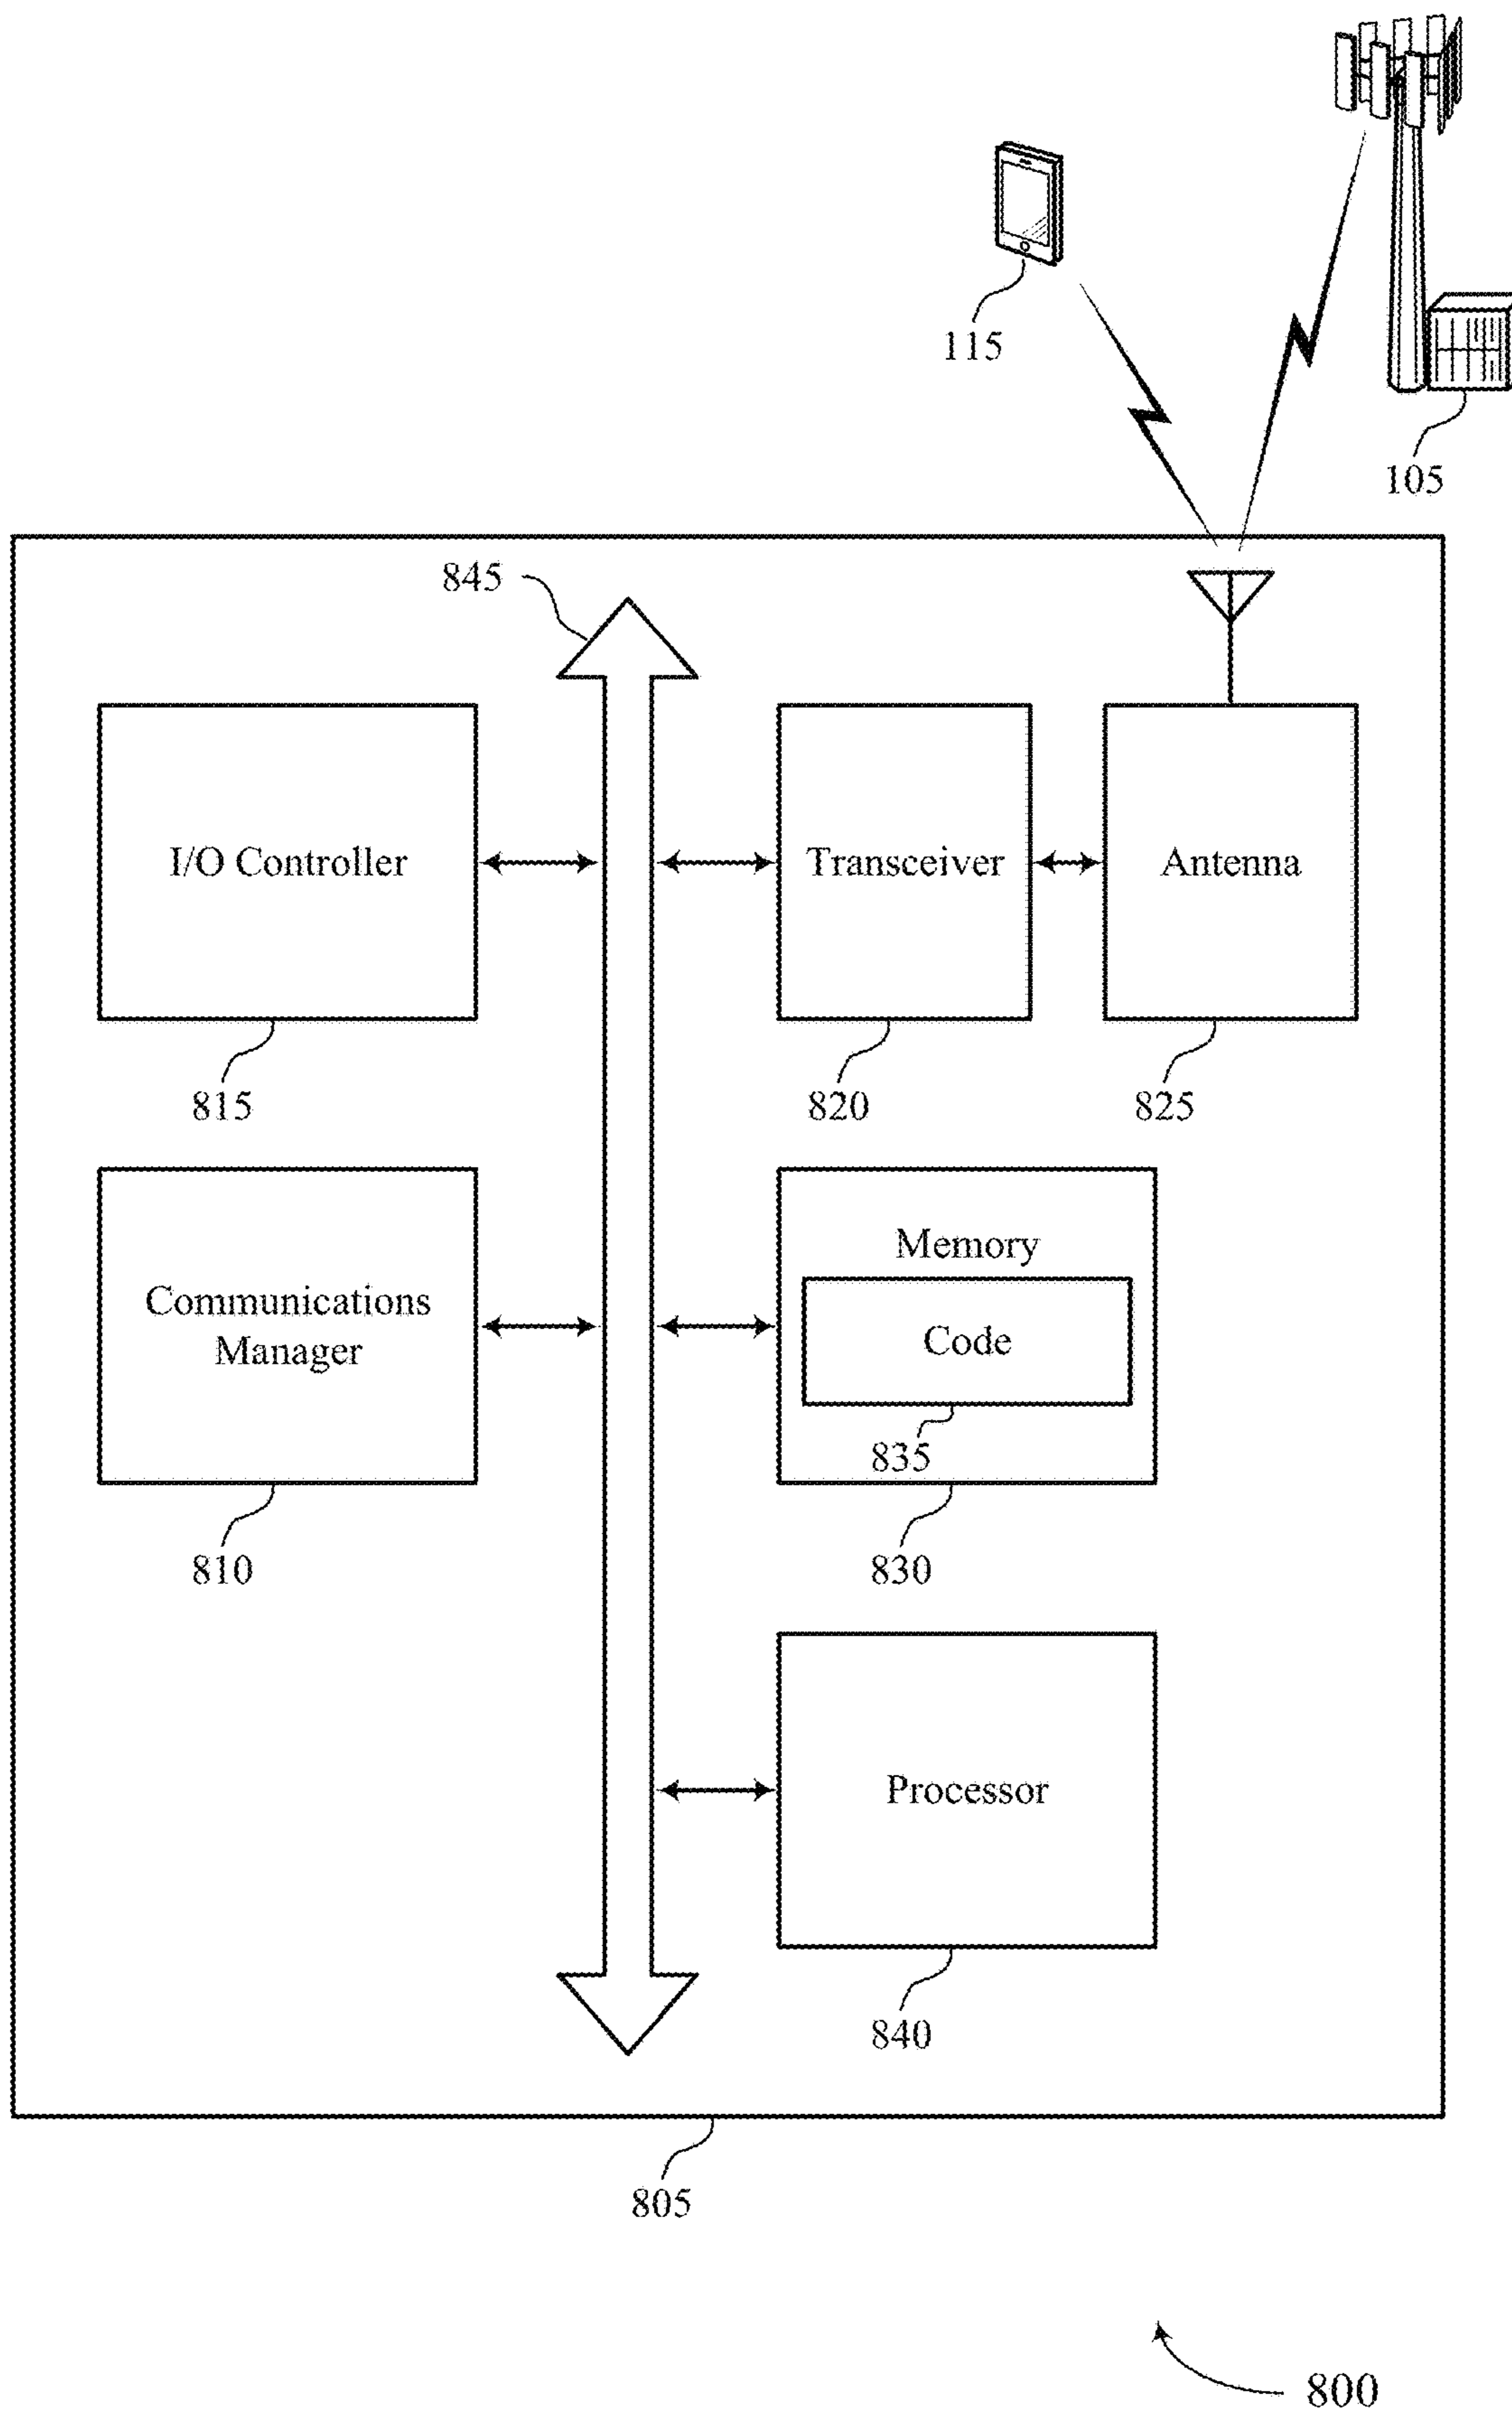 115
105
845
I/O Controller
Transceiver
Antenna
815
820
825
Communications
Manager
Memory
Code
835
810
830
Processor
840
805
800